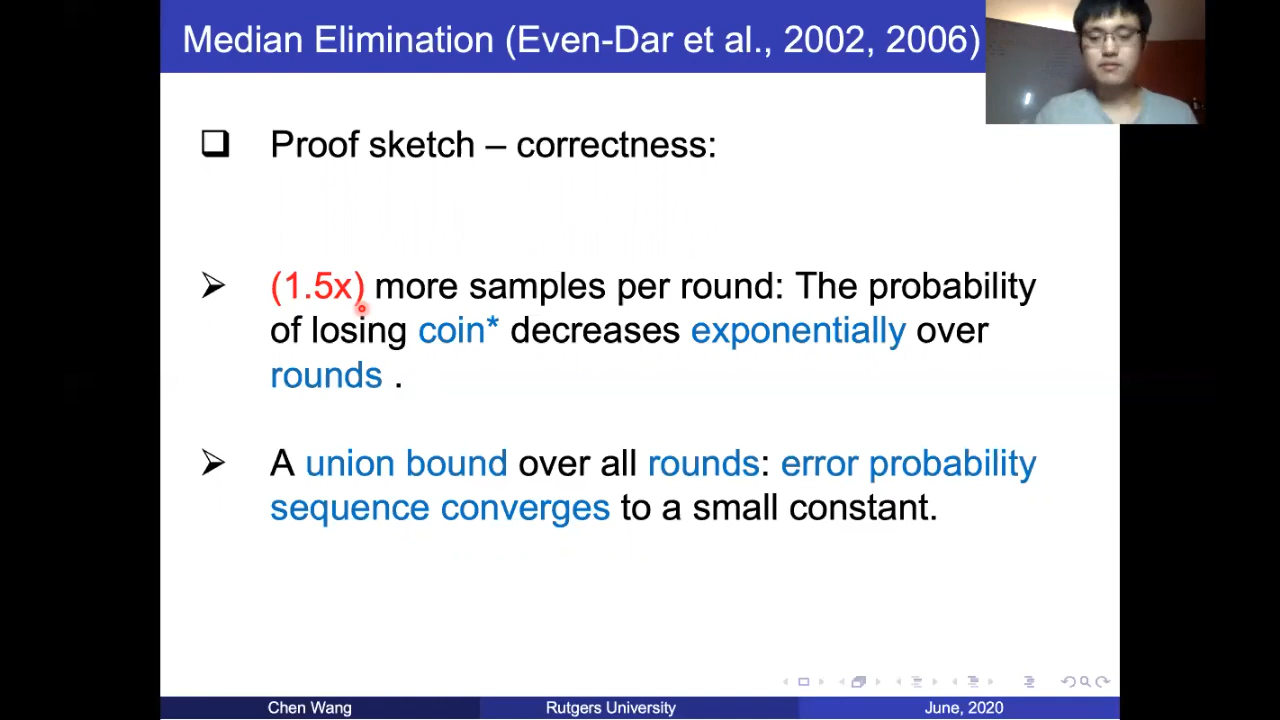 Median Elimination (Even-Dar et al., 2002, 2006)
Proof sketch – correctness:
(1.5x) more samples per round: The probability
of losing coin* decreases exponentially over
rounds .
A union bound over all rounds: error probability
sequence converges to a small constant.
Chen Wang Rutgers University June, 2020